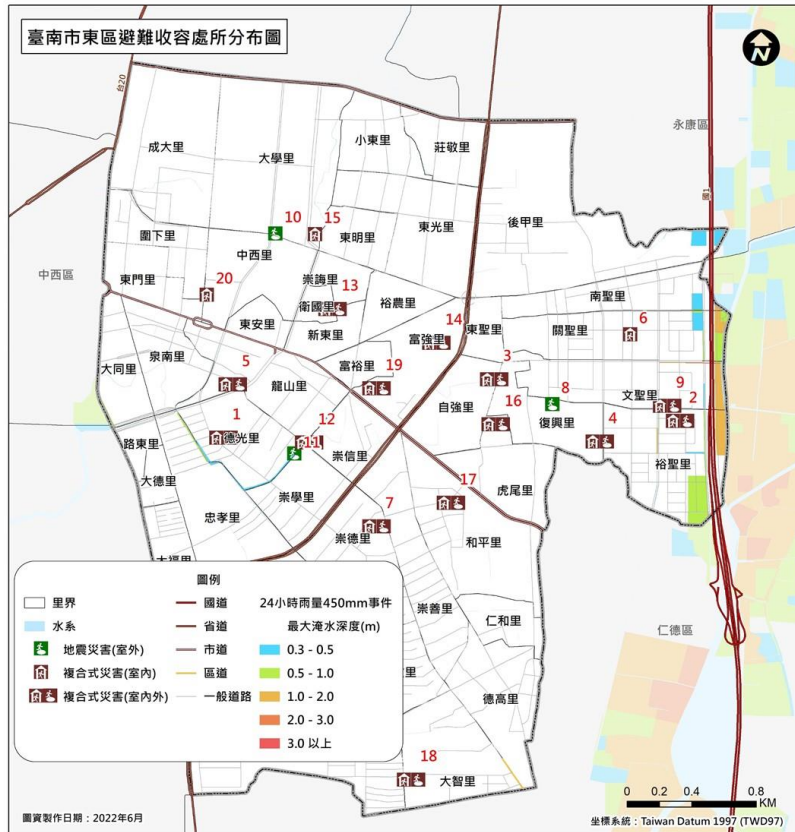 臺南市東區避難收容處所分布圖
N
台20
國1
永康區
小東里
莊敬里
成大里
大學里
後甲里
10
15
東光里
圍下里
中西里
東明里
中西區
東門里
20
崇誨里
13
南聖里
衛國里
裕農里
東安里
新東里
14
富強里
東聖里
關聖里
6
泉南里
大同里
5
龍山里
富裕里
19
3
自強里
16
8
文聖里
9
2
1
德光里
12
11
復興里
4
路東里
崇信里
裕聖里
大德里
崇學里
17
虎尾里
忠孝里
7
崇德里
和平里
大福里
崇善里
仁和里
仁德區
里
德高里
18
大智里
圖例
里界
水系
地震災害(室外)
複合式災害(室內)
複合式災害(室內外)
國道
省道
市道
區道
一般道路
24小時雨量450mm事件
最大淹水深度(m)
0.3 - 0.5
0.5 - 1.0
1.0 - 2.0
2.0 - 3.0
3.0 以上
0 0.2 0.4 0.8
KM
圖資製作日期：2022年6月
坐標系統：Taiwan Datum 1997 (TWD97)